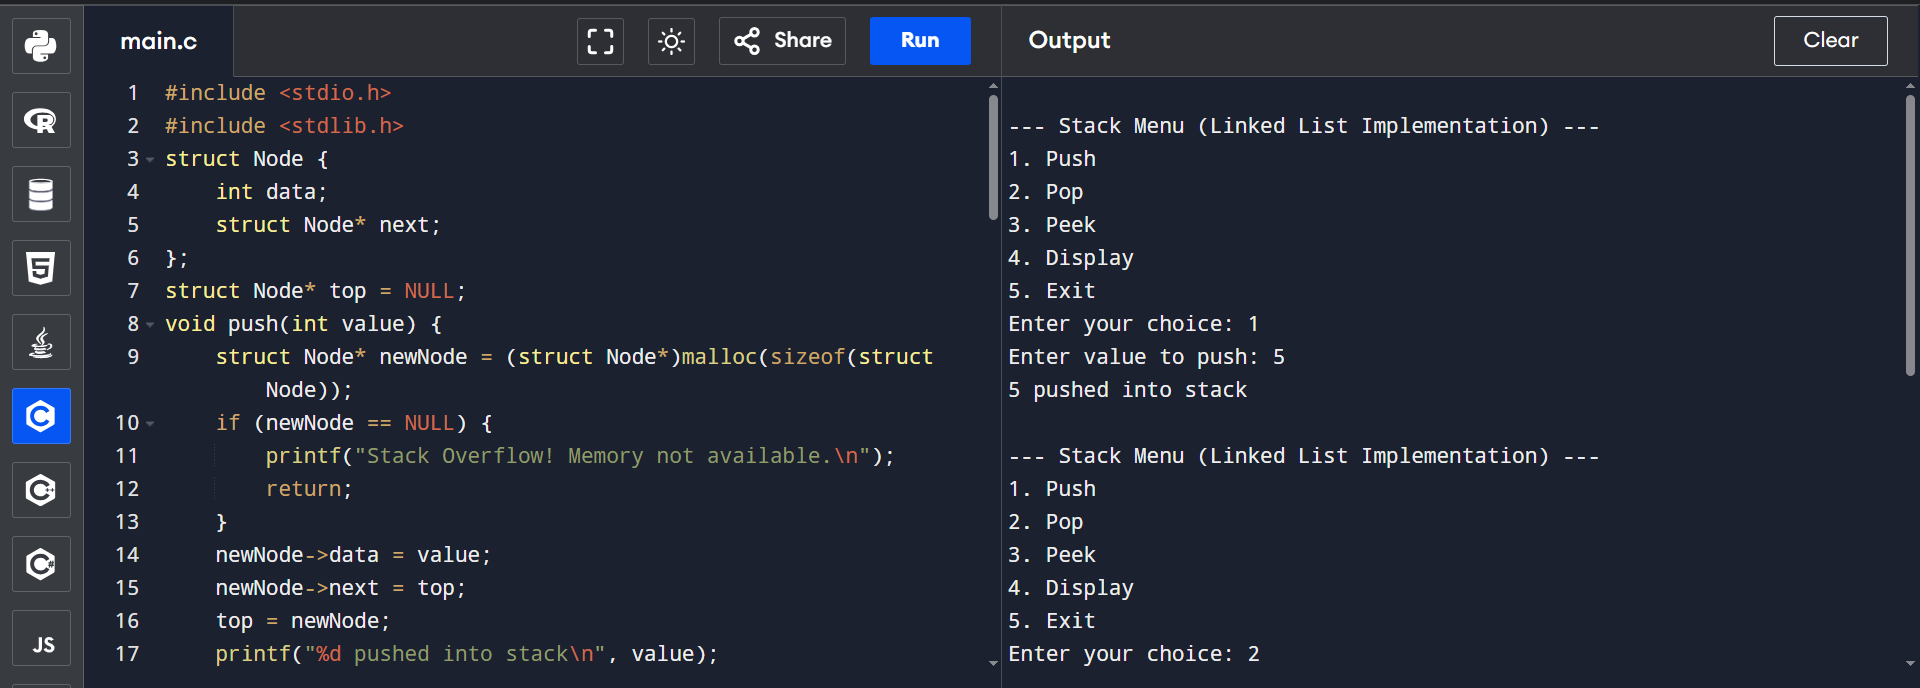 main.c
Share
Run
Output
Clear
1 #include <stdio.h>
2 #include <stdlib.h>
3 struct Node {
4     int data;
5     struct Node* next;
6 };
7 struct Node* top = NULL;
8 void push(int value) {
9     struct Node* newNode = (struct Node*)malloc(sizeof(struct
        Node));
10     if (newNode == NULL) {
11         printf("Stack Overflow! Memory not available.\n");
12         return;
13     }
14     newNode->data = value;
15     newNode->next = top;
16     top = newNode;
17     printf("%d pushed into stack\n", value);
--- Stack Menu (Linked List Implementation) ---
1. Push
2. Pop
3. Peek
4. Display
5. Exit
Enter your choice: 1
Enter value to push: 5
5 pushed into stack
--- Stack Menu (Linked List Implementation) ---
1. Push
2. Pop
3. Peek
4. Display
5. Exit
Enter your choice: 2
R
5
C
C++
C#
JS